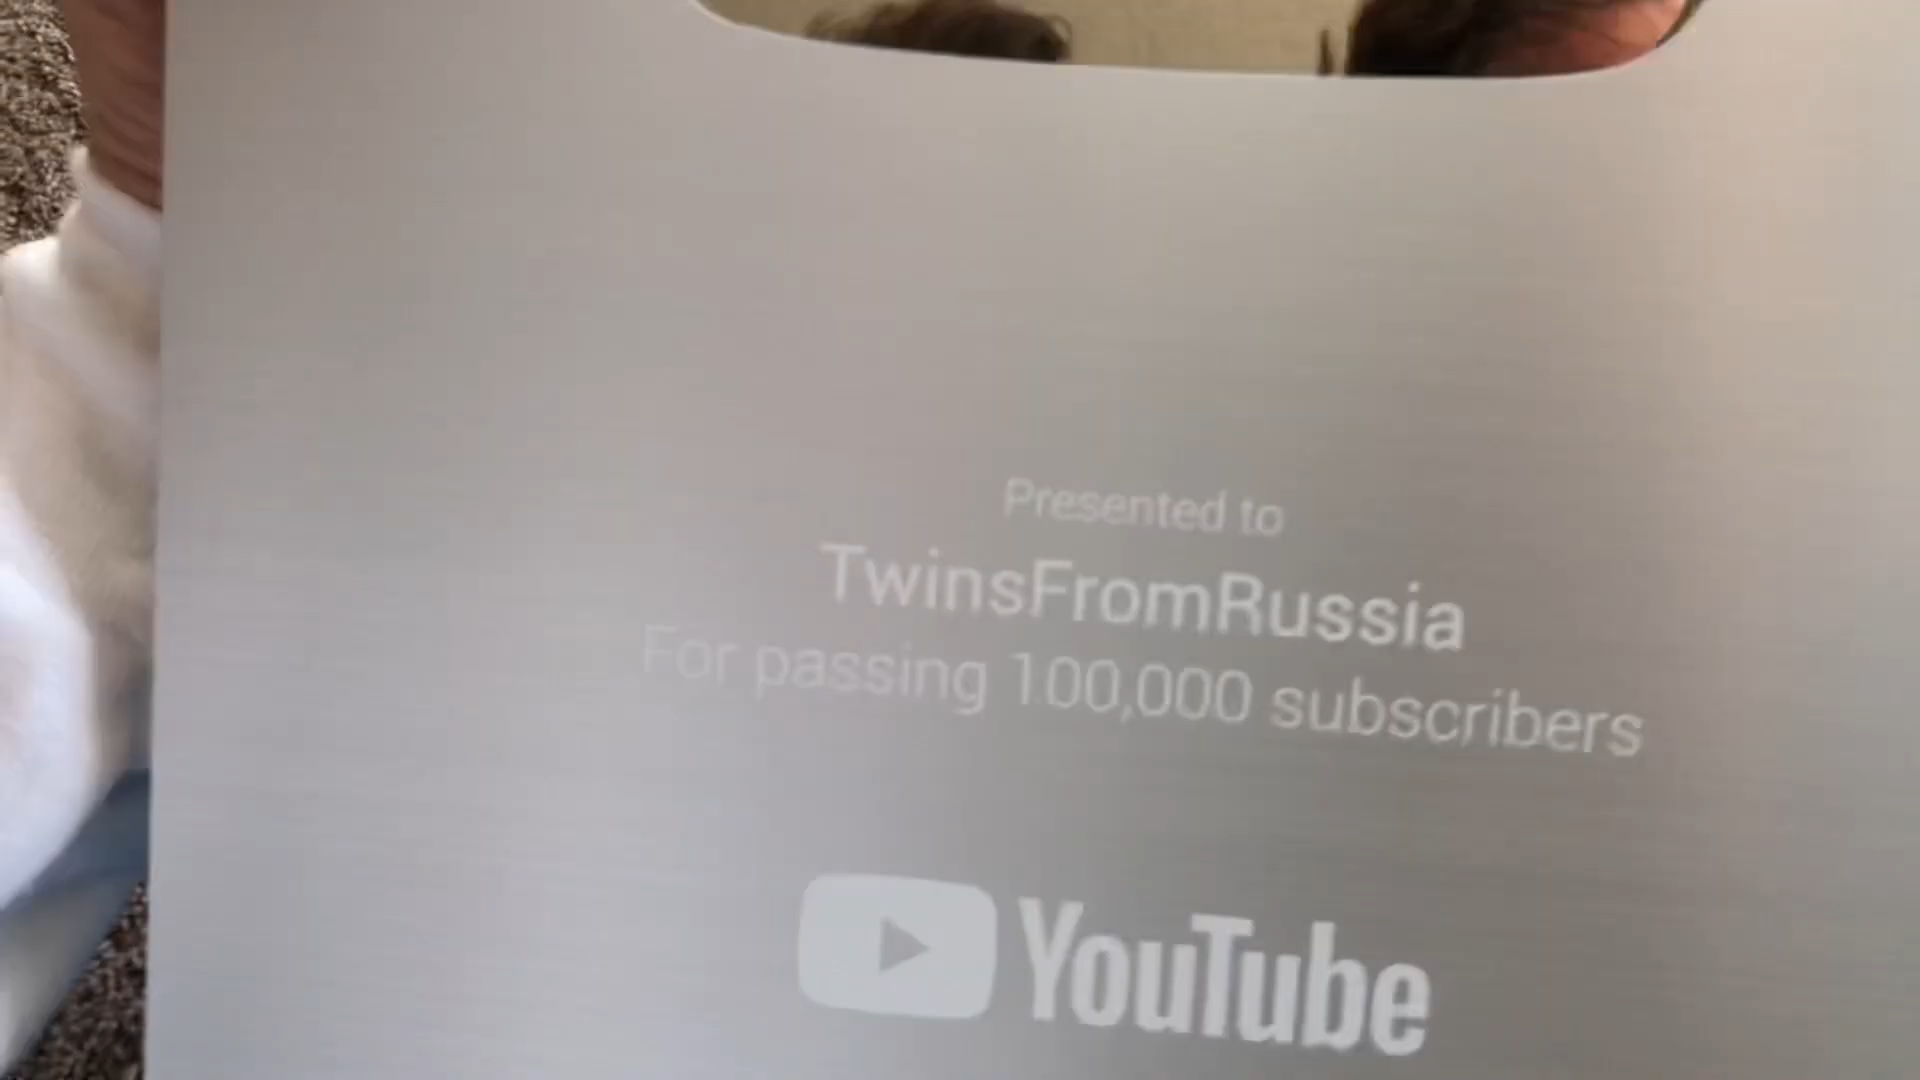 Presented to
TwinsFromRussia
For passing 100,000 subscribers
YouTube